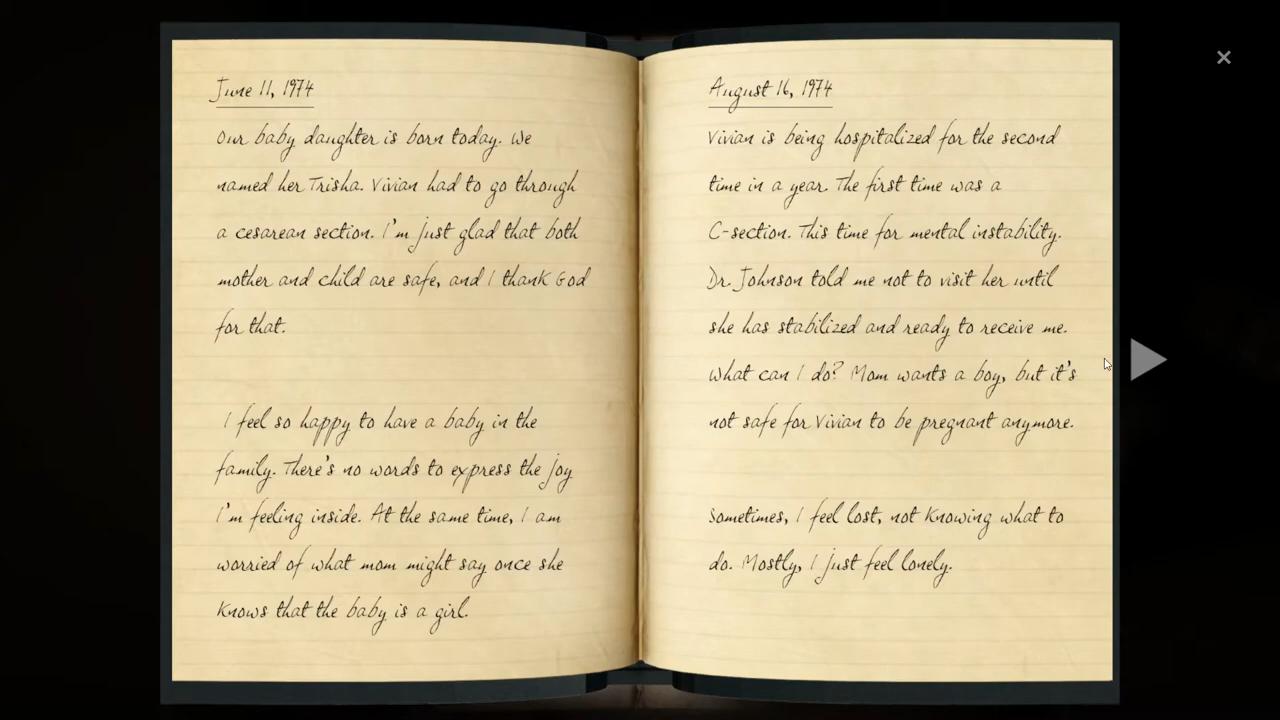 June 11, 1974
Our baby daughter is born today. We
named her Trisha. Vivian had to go through
a cesarean section. I'm just glad that both
mother and child are safe, and I thank God
for that.
I feel so happy to have a baby in the
family. There's no words to express the joy
I'm feeling inside. At the same time, I am
worried of what mom might say once she
knows that the baby is a girl.
August 16, 1974
Vivian is being hospitalized for the second
time in a year. The first time was a
C-section. This time for mental instability.
Dr. Johnson told me not to visit her until
she has stabilized and ready to receive me.
What can I do? Mom wants a boy, but it's
not safe for Vivian to be pregnant anymore.
Sometimes, I feel lost, not knowing what to
do. Mostly, I just feel lonely.